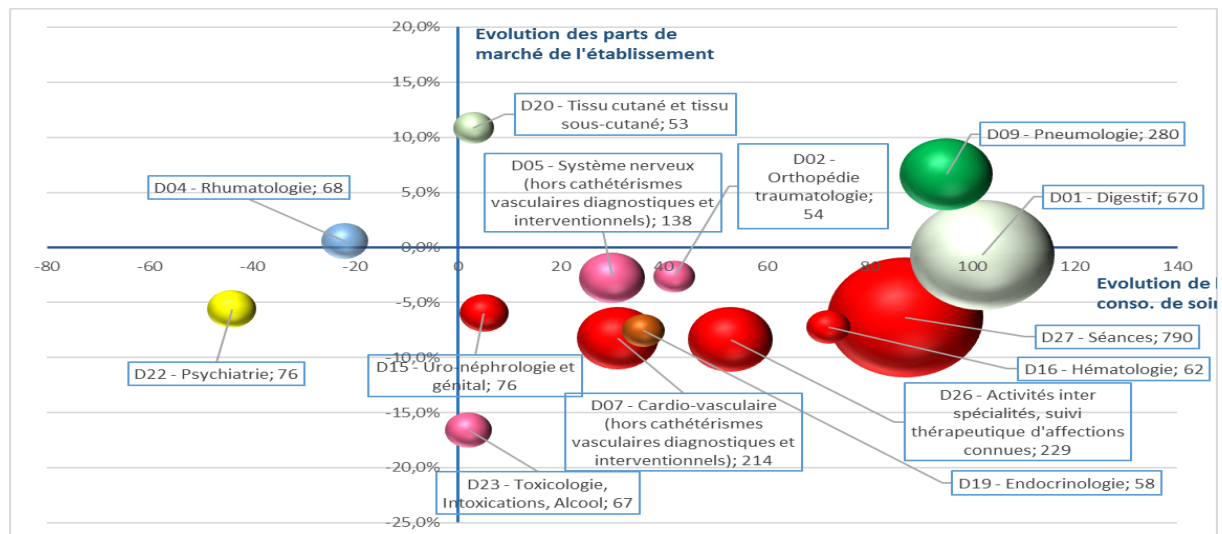 20,0%
Evolution des parts de
marché de l'établissement
15,0%
D20 - Tissu cutané et tissu
sous-cutané; 53
10,0%
D09 - Pneumologie; 280
D05 - Système nerveux
(hors cathétérismes
vasculaires diagnostiques et
interventionnels); 138
D02 -
Orthopédie
traumatologie;
54
D04 - Rhumatologie; 68
5,0%
D01 - Digestif; 670
0,0%
-80
-60
-40
-20
0
20
40
60
80
100
120
140
Evolution de l
conso. de soin
-5,0%
D27 - Séances; 790
-10,0%
D22 - Psychiatrie; 76
D15 - Uro-néphrologie et
génital; 76
D16 - Hématologie; 62
D07 - Cardio-vasculaire
(hors cathétérismes
vasculaires diagnostiques et
interventionnels); 214
D26 - Activités inter
spécialités, suivi
thérapeutique d'affections
connues; 229
-15,0%
-20,0%
D23 - Toxicologie,
Intoxications, Alcool; 67
D19 - Endocrinologie; 58
-25,0%